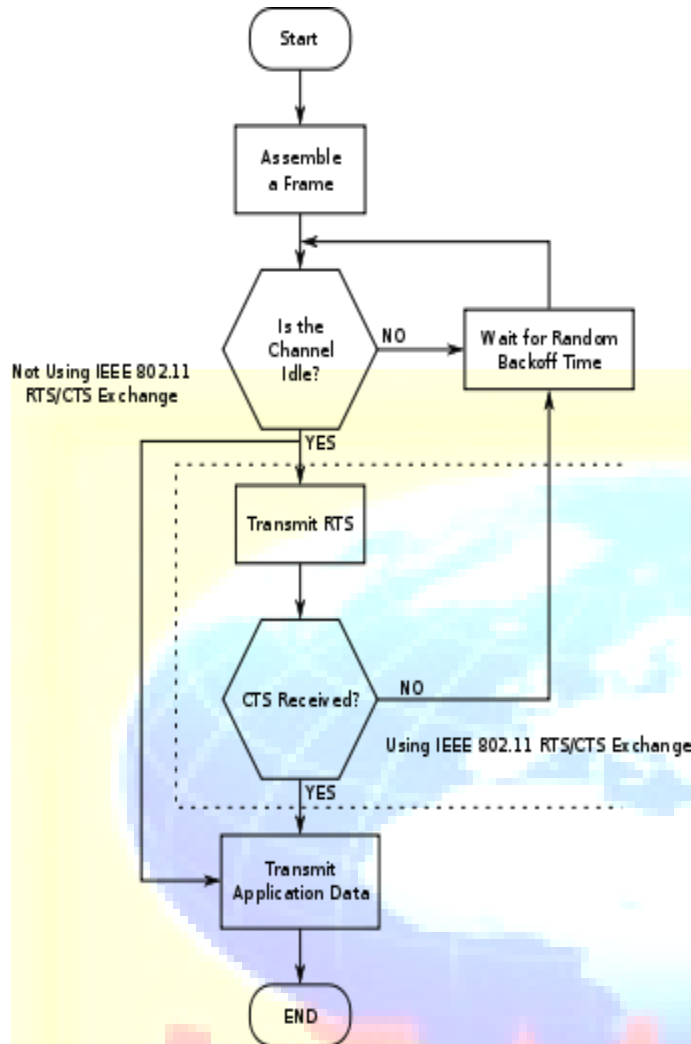 Start
Assemble
a Frame
Is the
Channel
Idle?
NO
Wait for Random
Backoff Time
Not Using IEEE 802.11
RTS/CTS Exchange
YES
Transmit RTS
CTS Received?
NO
Using IEEE 802.11 RTS/CTS Exchange
YES
Transmit
Application Data
END